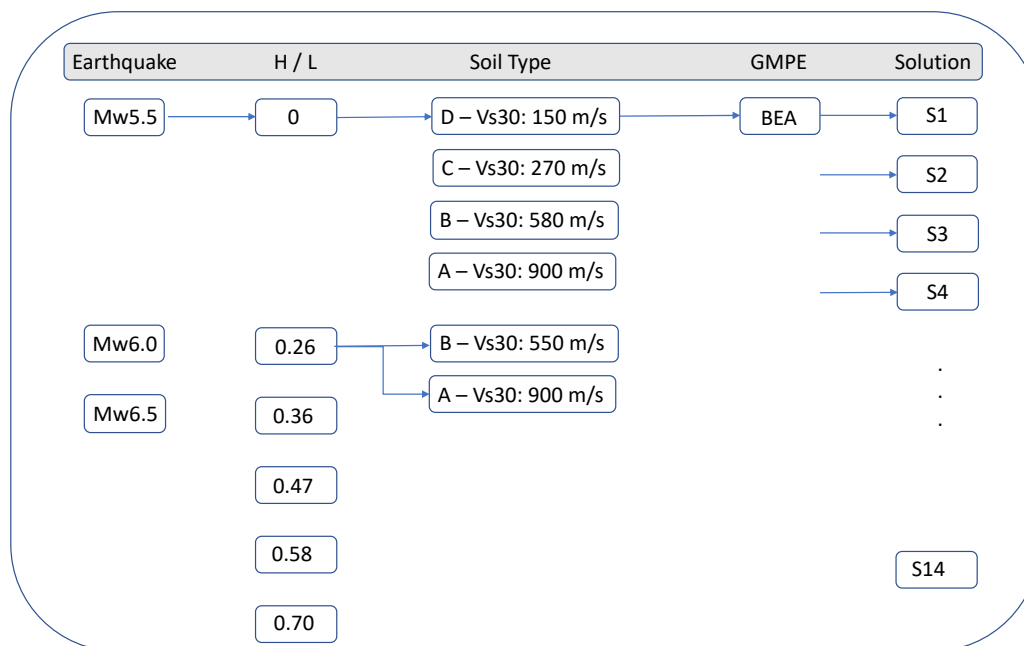 Earthquake H / L Soil Type GMPE Solution
Mw5.5 0 D – Vs30: 150 m/s BEA S1
C – Vs30: 270 m/s S2
B – Vs30: 580 m/s S3
A – Vs30: 900 m/s S4
Mw6.0 0.26 B – Vs30: 550 m/s
.
A – Vs30: 900 m/s
.
Mw6.5 0.36
.
0.47
0.58 S14
0.70